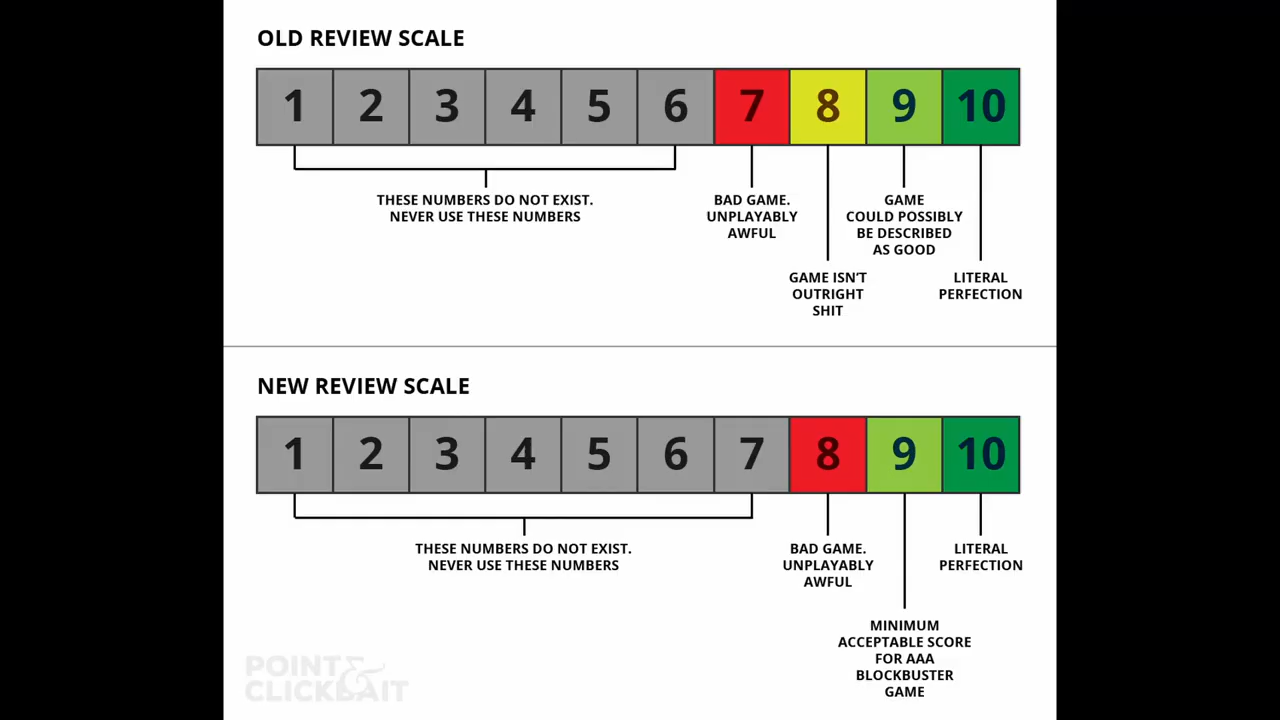 OLD REVIEW SCALE
1 2 3 4 5 6 7 8 9 10
THESE NUMBERS DO NOT EXIST.
NEVER USE THESE NUMBERS
BAD GAME.
UNPLAYABLY
AWFUL
GAME ISN'T
OUTRIGHT
SHIT
GAME
COULD POSSIBLY
BE DESCRIBED
AS GOOD
LITERAL
PERFECTION
NEW REVIEW SCALE
1 2 3 4 5 6 7 8 9 10
THESE NUMBERS DO NOT EXIST.
NEVER USE THESE NUMBERS
BAD GAME.
UNPLAYABLY
AWFUL
MINIMUM
ACCEPTABLE SCORE
FOR AAA
BLOCKBUSTER
GAME
LITERAL
PERFECTION
POINT &
CLICKBAIT